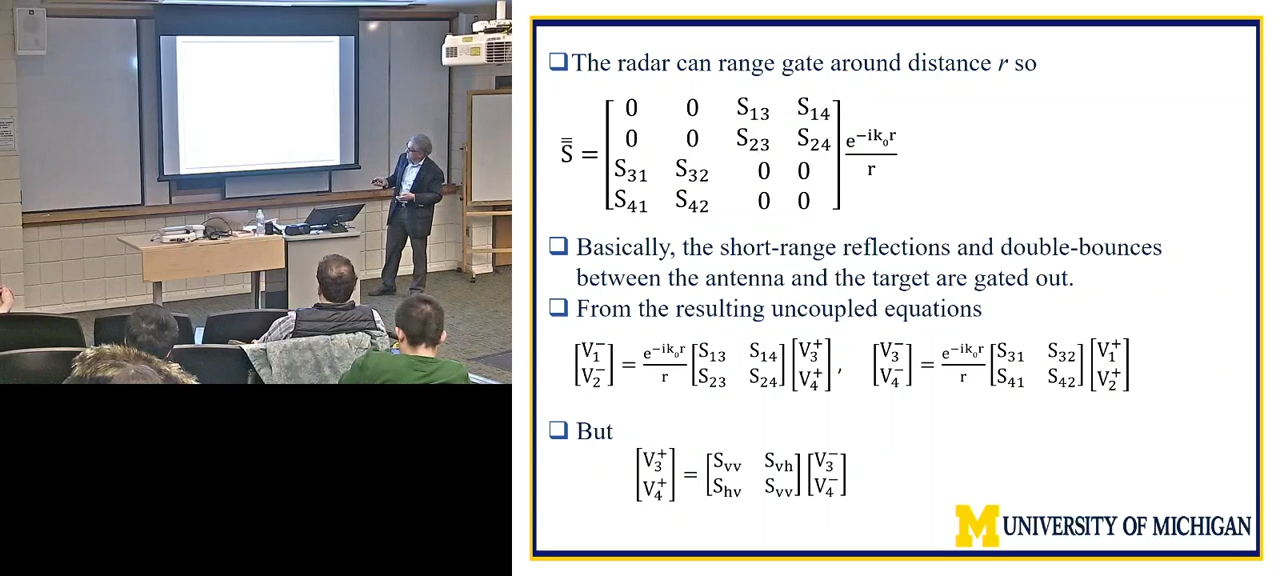 ❑ The radar can range gate around distance r so
S̿ = [0 0 S₁₃ S₁₄; 0 0 S₂₃ S₂₄; S₃₁ S₃₂ 0 0; S₄₁ S₄₂ 0 0] e^(−ik₀r)/r
❑ Basically, the short-range reflections and double-bounces
between the antenna and the target are gated out.
❑ From the resulting uncoupled equations
[V₁⁻; V₂⁻] = e^(−ik₀r)/r [S₁₃ S₁₄; S₂₃ S₂₄] [V₃⁺; V₄⁺], [V₃⁻; V₄⁻] = e^(−ik₀r)/r [S₃₁ S₃₂; S₄₁ S₄₂] [V₁⁺; V₂⁺]
❑ But
[V₃⁺; V₄⁺] = [Sᵥᵥ Sᵥₕ; Sₕᵥ Sᵥᵥ] [V₃⁻; V₄⁻]
M UNIVERSITY OF MICHIGAN